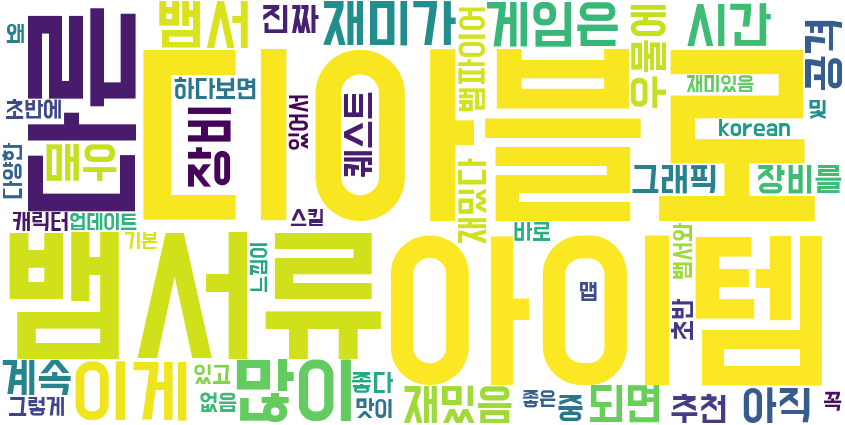 왜
뱀서
진짜
재미가
게임은
시간
공격
다른
디아블로
하다보면
뱀파이어
우물에
재미있음
초반에
있어서
퀘스트
및
korean
다양한
매우
장비
그래픽
장비를
캐릭터
업데이트
스킬
재밌다
바로
기본
느낌이
뱀서와
뱀서류
아이템
맵
초반
계속
이게
있고
많이
좋다
재밌음
좋은
중
되면
추천
아직
꼭
그렇게
없음
맛이